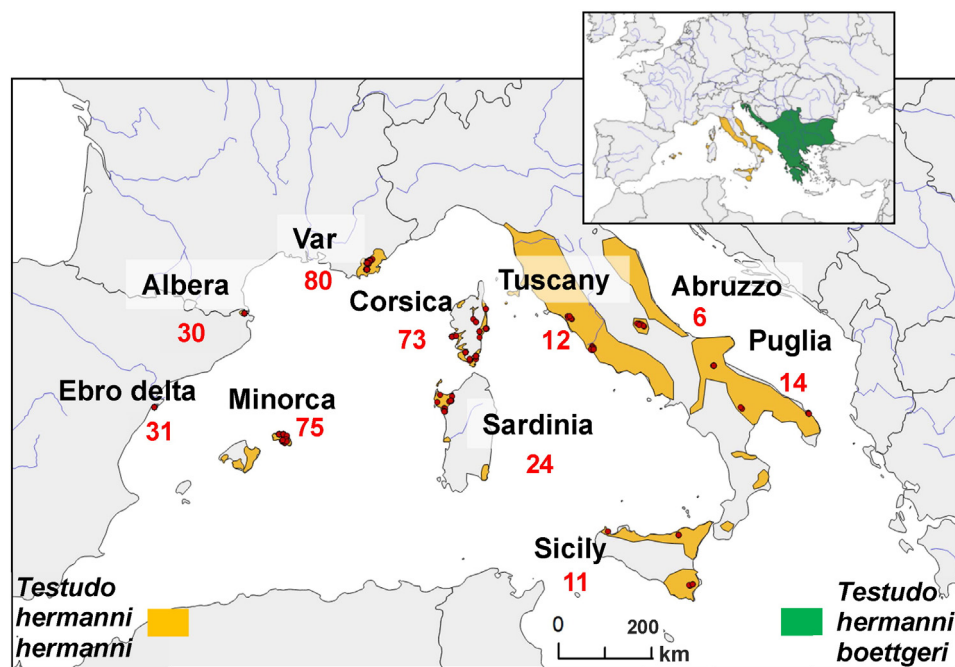 Var
80
Albera
30
Corsica
73
Tuscany
12
Abruzzo
6
Puglia
14
Ebro delta
31
Minorca
75
Sardinia
24
Sicily
11
Testudo
hermanni
hermanni
0 200
km
Testudo
hermanni
boettgeri